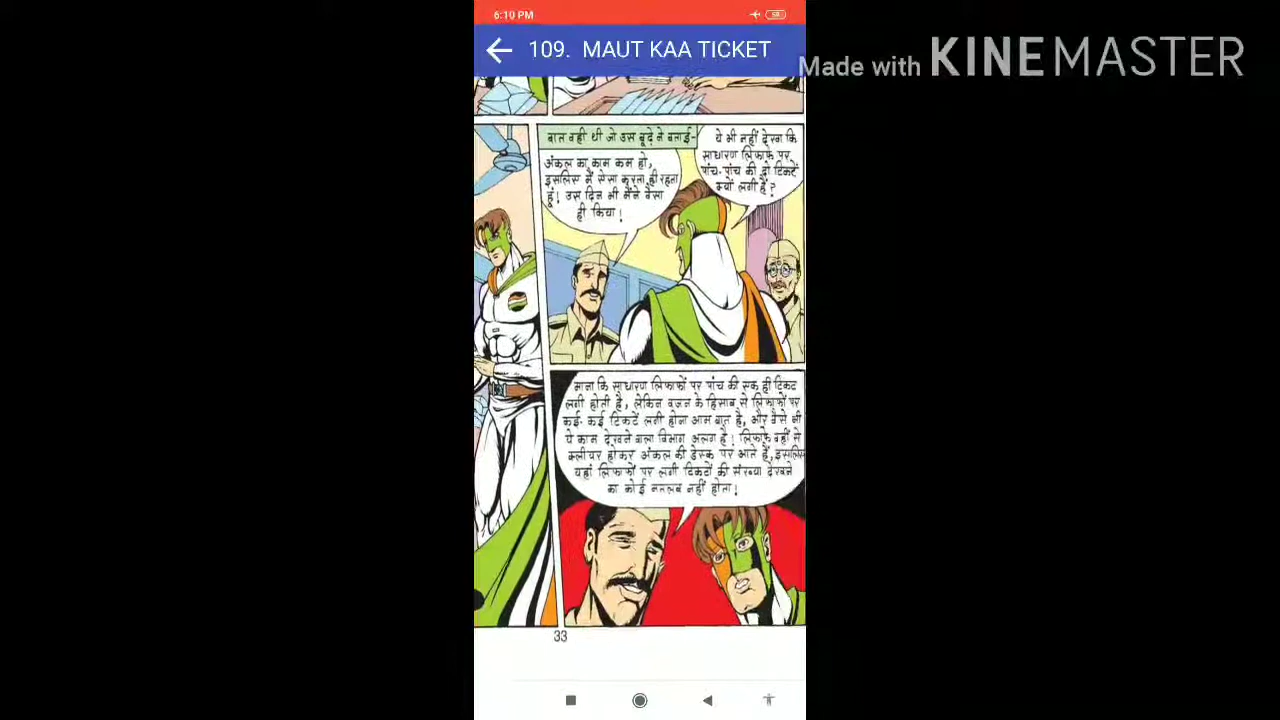 6:10 PM
58
109. MAUT KAA TICKET
Made with KINEMASTER
बात वही थी जो उस बूढ़े ने बताई-
अंकल का काम कम हो,
इसलिए मैं ऐसा करता ही रहता
हूं! उस दिन भी मैंने वैसा
ही किया!
ये भी नहीं देखा कि
साधारण लिफाफे पर
पांच-पांच की दो टिकटें
क्यों लगी हैं?
माना कि साधारण लिफाफों पर पांच की एक ही टिकट
लगी होती है, लेकिन वजन के हिसाब से लिफाफों पर
कई-कई टिकटें लगी होना आम बात है, और वैसे भी
ये काम देखने वाला विभाग अलग है! लिफाफे वहीं से
क्लीयर होकर अंकल की डेस्क पर आते हैं, इसलिए
यहां लिफाफों पर लगी टिकटों की संख्या देखने
का कोई मतलब नहीं होता!
33